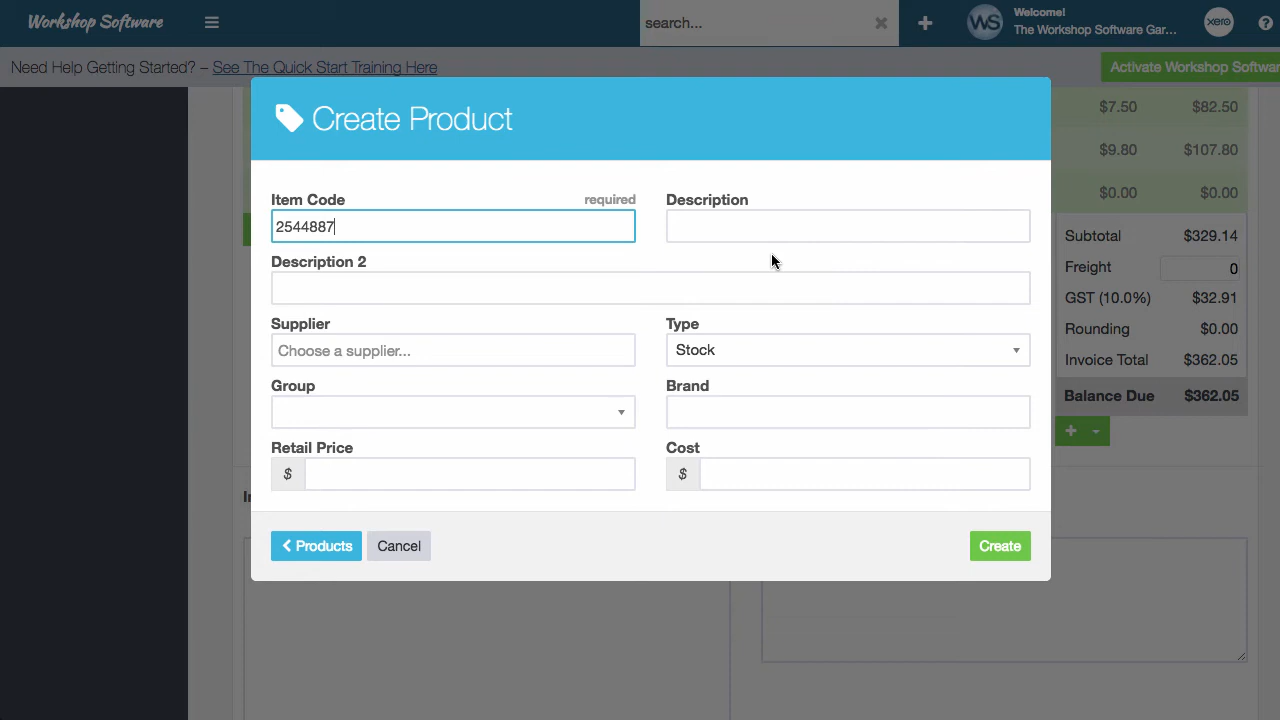 Workshop Software
search...
WS
Welcome!
The Workshop Software Gar...
xero
?
Need Help Getting Started? – See The Quick Start Training Here
Activate Workshop Softwar
$7.50 $82.50
$9.80 $107.80
$0.00 $0.00
Create Product
Item Code required
2544887
Description
Description 2
Supplier
Choose a supplier...
Type
Stock
Group
Brand
Retail Price
$
Cost
$
Products
Cancel
Create
Subtotal $329.14
Freight 0
GST (10.0%) $32.91
Rounding $0.00
Invoice Total $362.05
Balance Due $362.05